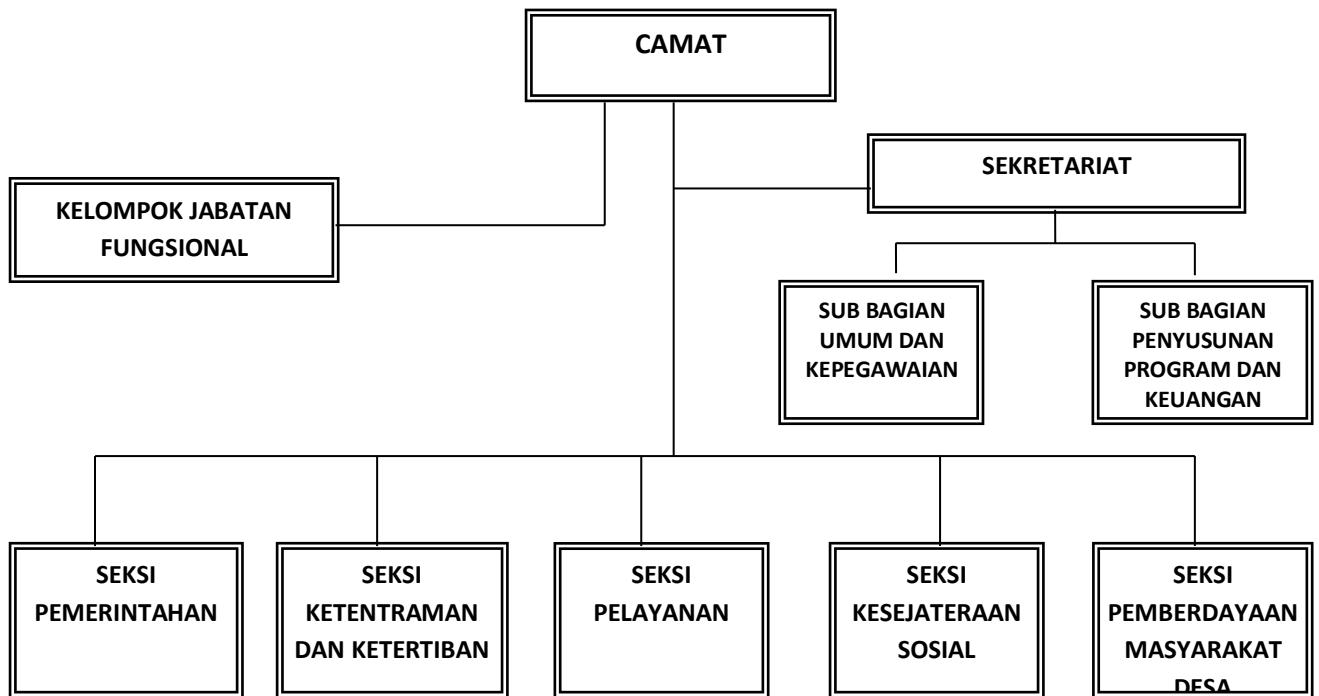 CAMAT
SEKRETARIAT
KELOMPOK JABATAN
FUNGSIONAL
SUB BAGIAN
UMUM DAN
KEPEGAWAIAN
SUB BAGIAN
PENYUSUNAN
PROGRAM DAN
KEUANGAN
SEKSI
PEMERINTAHAN
SEKSI
KETENTRAMAN
DAN KETERTIBAN
SEKSI
PELAYANAN
SEKSI
KESEJATERAAN
SOSIAL
SEKSI
PEMBERDAYAAN
MASYARAKAT
DESA